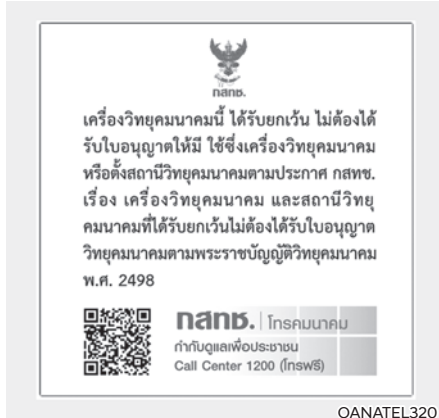 กสทช.
เครื่องวิทยุคมนาคมนี้ ได้รับยกเว้น ไม่ต้องได้
รับใบอนุญาตให้มี ใช้ซึ่งเครื่องวิทยุคมนาคม
หรือตั้งสถานีวิทยุคมนาคมตามประกาศ กสทช.
เรื่อง เครื่องวิทยุคมนาคม และสถานีวิทยุ
คมนาคมที่ได้รับยกเว้นไม่ต้องได้รับใบอนุญาต
วิทยุคมนาคมตามพระราชบัญญัติวิทยุคมนาคม
พ.ศ. 2498
กสทช. | โทรคมนาคม
กำกับดูแลเพื่อประชาชน
Call Center 1200 (โทรฟรี)
OANATEL320